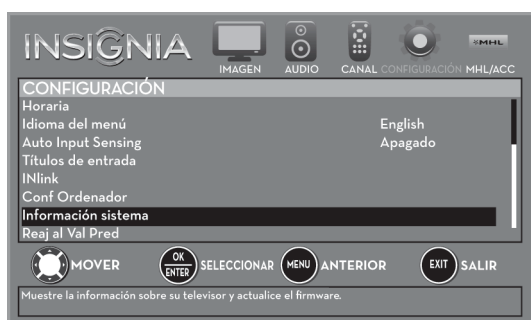 INSIGNIA
IMAGEN AUDIO CANAL CONFIGURACIÓN MHL/ACC
MHL
CONFIGURACIÓN
Horaria
Idioma del menú English
Auto Input Sensing Apagado
Títulos de entrada
INlink
Conf Ordenador
Información sistema
Reaj al Val Pred
MOVER OK ENTER SELECCIONAR MENU ANTERIOR EXIT SALIR
Muestre la información sobre su televisor y actualice el firmware.